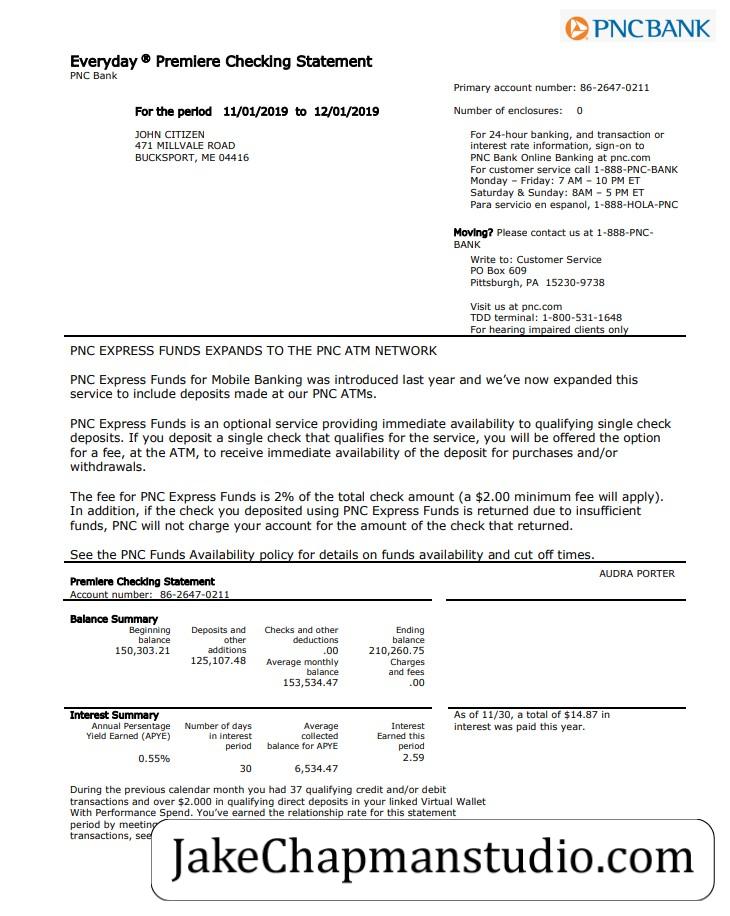 PNCBANK
Everyday ® Premiere Checking Statement
PNC Bank
Primary account number: 86-2647-0211
For the period 11/01/2019 to 12/01/2019
Number of enclosures: 0
JOHN CITIZEN
471 MILLVALE ROAD
BUCKSPORT, ME 04416
For 24-hour banking, and transaction or
interest rate information, sign-on to
PNC Bank Online Banking at pnc.com
For customer service call 1-888-PNC-BANK
Monday – Friday: 7 AM – 10 PM ET
Saturday & Sunday: 8AM – 5 PM ET
Para servicio en espanol, 1-888-HOLA-PNC
Moving? Please contact us at 1-888-PNC-
BANK
Write to: Customer Service
PO Box 609
Pittsburgh, PA 15230-9738
Visit us at pnc.com
TDD terminal: 1-800-531-1648
For hearing impaired clients only
PNC EXPRESS FUNDS EXPANDS TO THE PNC ATM NETWORK
PNC Express Funds for Mobile Banking was introduced last year and we’ve now expanded this
service to include deposits made at our PNC ATMs.
PNC Express Funds is an optional service providing immediate availability to qualifying single check
deposits. If you deposit a single check that qualifies for the service, you will be offered the option
for a fee, at the ATM, to receive immediate availability of the deposit for purchases and/or
withdrawals.
The fee for PNC Express Funds is 2% of the total check amount (a $2.00 minimum fee will apply).
In addition, if the check you deposited using PNC Express Funds is returned due to insufficient
funds, PNC will not charge your account for the amount of the check that returned.
See the PNC Funds Availability policy for details on funds availability and cut off times.
AUDRA PORTER
Premiere Checking Statement
Account number: 86-2647-0211
Balance Summary
Beginning Deposits and Checks and other Ending
balance other deductions balance
150,303.21 additions .00 210,260.75
125,107.48 Average monthly Charges
balance and fees
153,534.47 .00
Interest Summary
As of 11/30, a total of $14.87 in
interest was paid this year.
Annual Persentage Number of days Average Interest
Yield Earned (APYE) in interest collected Earned this
period balance for APYE period
0.55% 2.59
30 6,534.47
During the previous calendar month you had 37 qualifying credit and/or debit
transactions and over $2.000 in qualifying direct deposits in your linked Virtual Wallet
With Performance Spend. You’ve earned the relationship rate for this statement
period by meeting
transactions, see
JakeChapmanstudio.com